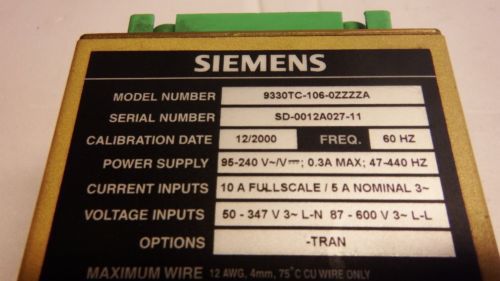 SIEMENS
MODEL NUMBER 9330TC-106-0ZZZZA
SERIAL NUMBER SD-0012A027-11
CALIBRATION DATE 12/2000 FREQ. 60 HZ
POWER SUPPLY 95-240 V~/V⎓; 0.3A MAX; 47-440 HZ
CURRENT INPUTS 10 A FULLSCALE / 5 A NOMINAL 3~
VOLTAGE INPUTS 50 - 347 V 3~ L-N 87 - 600 V 3~ L-L
OPTIONS -TRAN
MAXIMUM WIRE 12 AWG, 4mm, 75°C CU WIRE ONLY